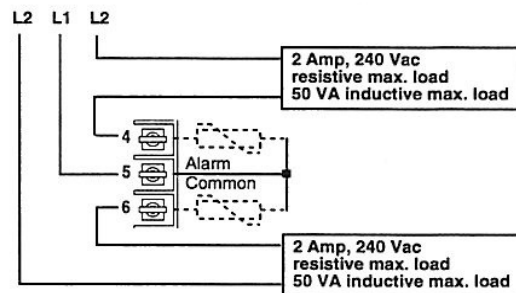 L2 L1 L2
2 Amp, 240 Vac
resistive max. load
50 VA inductive max. load
4
5 Alarm
Common
6
2 Amp, 240 Vac
resistive max. load
50 VA inductive max. load